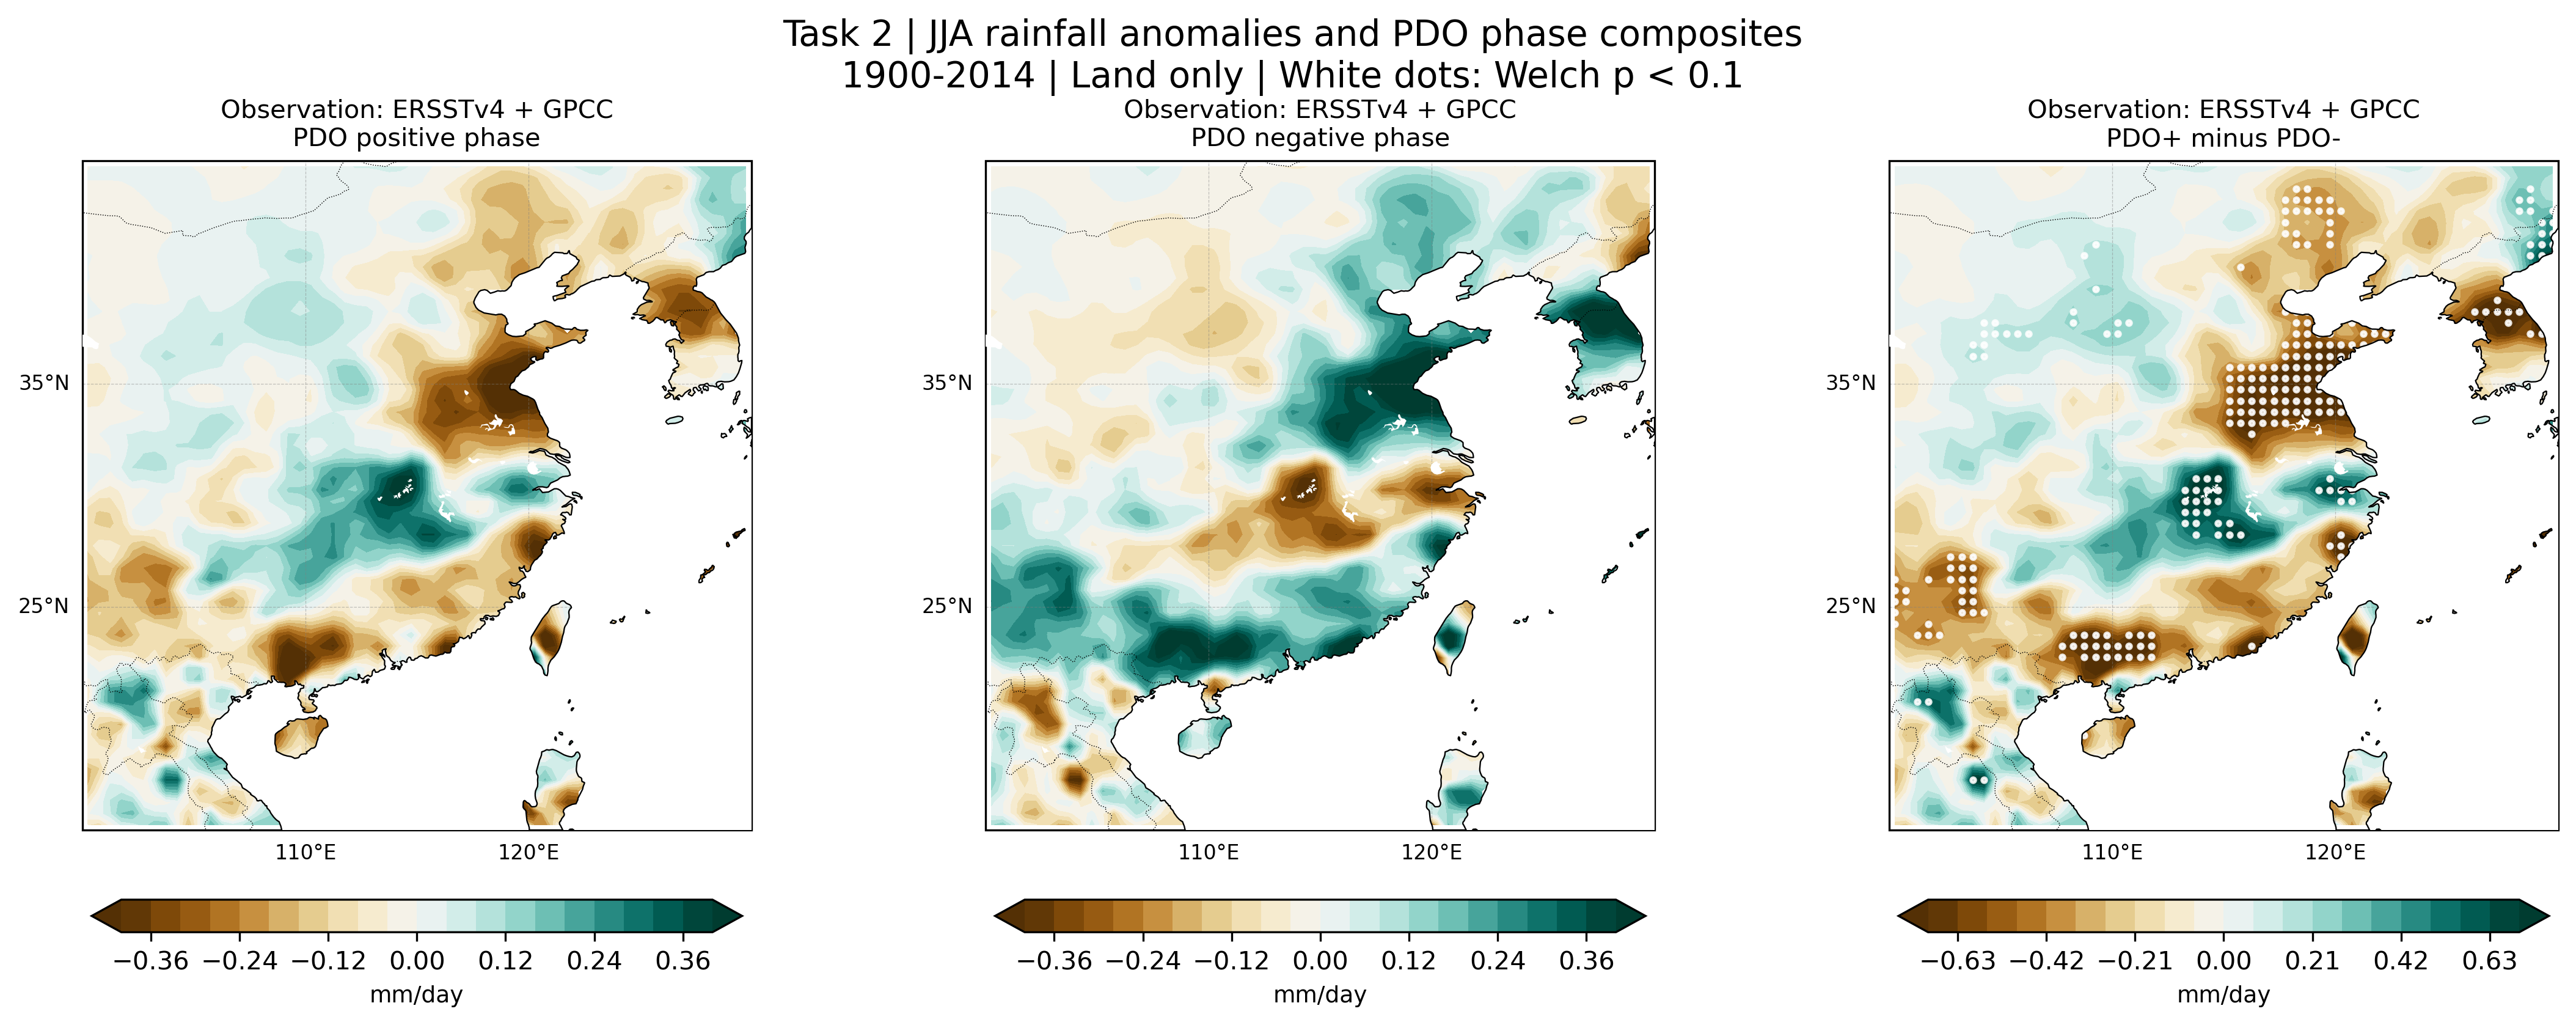 Task 2 | JJA rainfall anomalies and PDO phase composites
1900-2014 | Land only | White dots: Welch p < 0.1
Observation: ERSSTv4 + GPCC
PDO positive phase
Observation: ERSSTv4 + GPCC
PDO negative phase
Observation: ERSSTv4 + GPCC
PDO+ minus PDO-
35°N
25°N
110°E 120°E
35°N
25°N
110°E 120°E
35°N
25°N
110°E 120°E
−0.36 −0.24 −0.12 0.00 0.12 0.24 0.36
mm/day
−0.36 −0.24 −0.12 0.00 0.12 0.24 0.36
mm/day
−0.63 −0.42 −0.21 0.00 0.21 0.42 0.63
mm/day